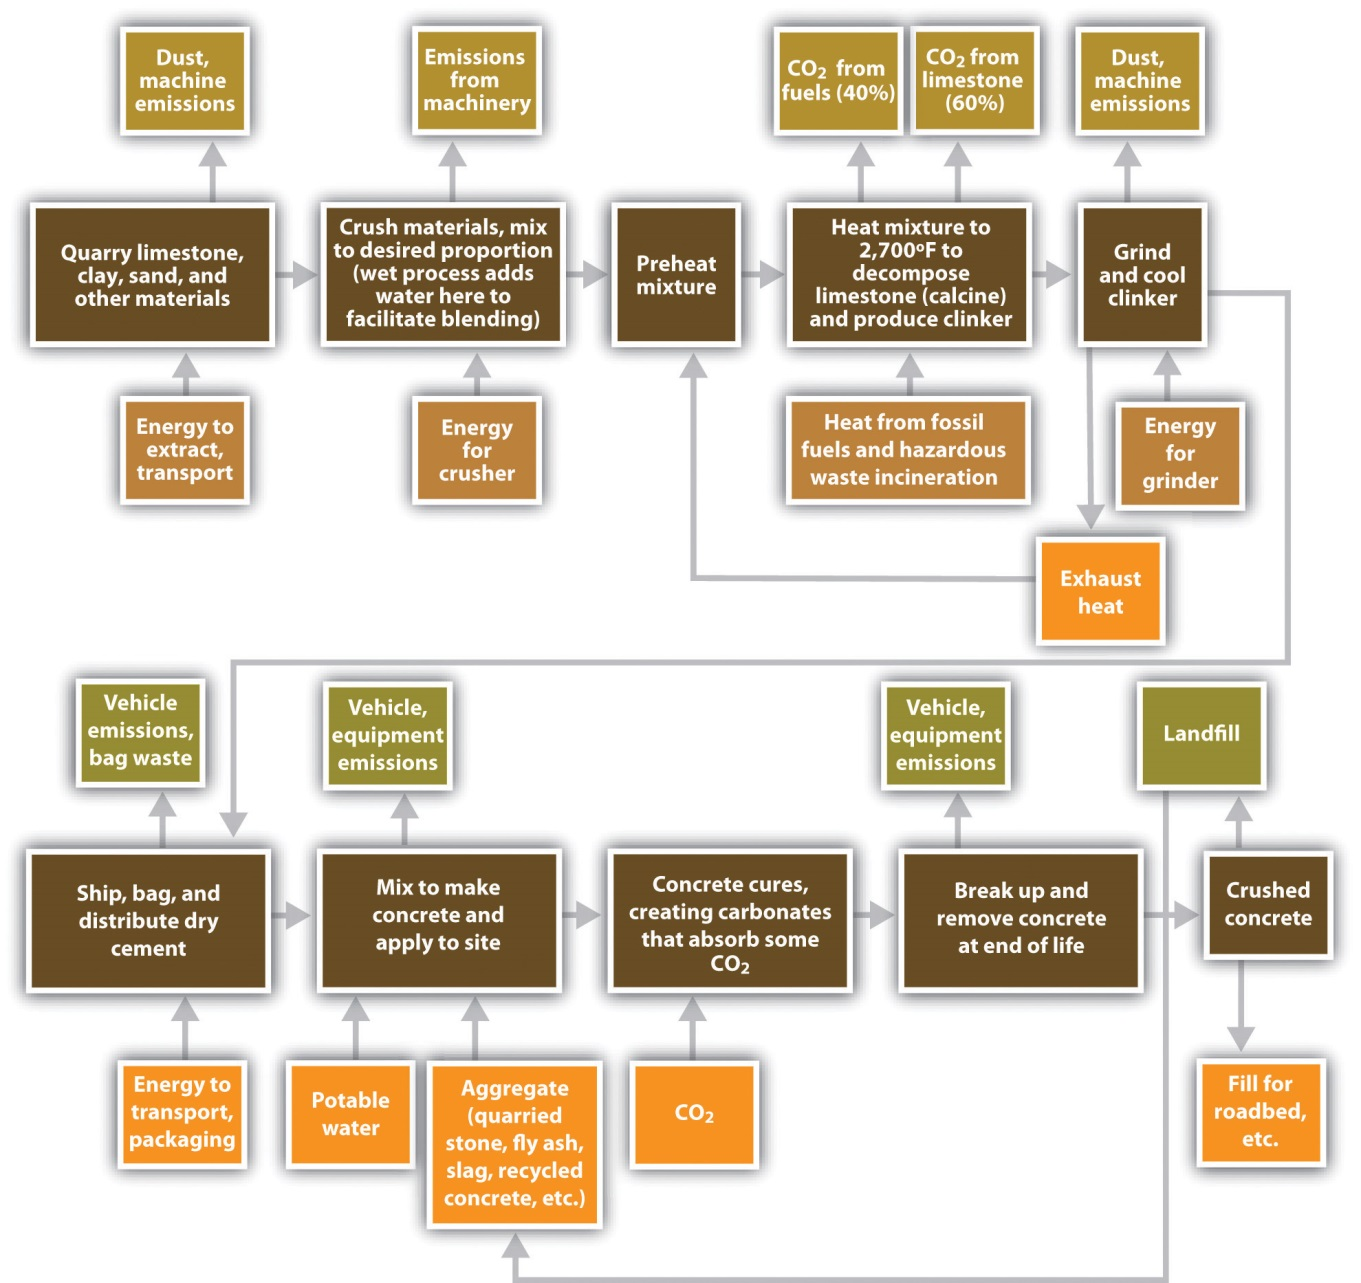 Dust,
machine
emissions
Emissions
from
machinery
CO₂ from
fuels (40%)
CO₂ from
limestone
(60%)
Dust,
machine
emissions
Quarry limestone,
clay, sand, and
other materials
Crush materials, mix
to desired proportion
(wet process adds
water here to
facilitate blending)
Preheat
mixture
Heat mixture to
2,700ºF to
decompose
limestone (calcine)
and produce clinker
Grind
and cool
clinker
Energy to
extract,
transport
Energy
for
crusher
Heat from fossil
fuels and hazardous
waste incineration
Energy
for
grinder
Exhaust
heat
Vehicle
emissions,
bag waste
Vehicle,
equipment
emissions
Vehicle,
equipment
emissions
Landfill
Ship, bag, and
distribute dry
cement
Mix to make
concrete and
apply to site
Concrete cures,
creating carbonates
that absorb some
CO₂
Break up and
remove concrete
at end of life
Crushed
concrete
Energy to
transport,
packaging
Potable
water
Aggregate
(quarried
stone, fly ash,
slag, recycled
concrete, etc.)
CO₂
Fill for
roadbed,
etc.